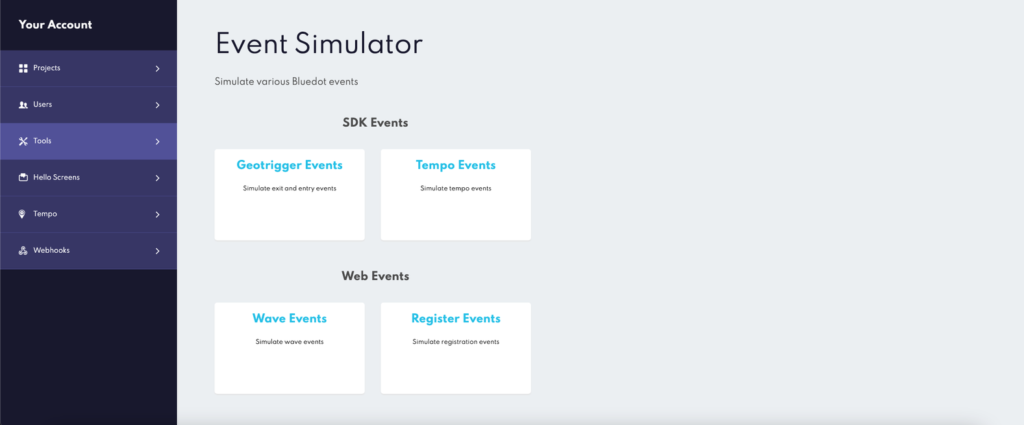 Your Account
Projects
Users
Tools
Hello Screens
Tempo
Webhooks
Event Simulator
Simulate various Bluedot events
SDK Events
Geotrigger Events
Simulate exit and entry events
Tempo Events
Simulate tempo events
Web Events
Wave Events
Simulate wave events
Register Events
Simulate registration events